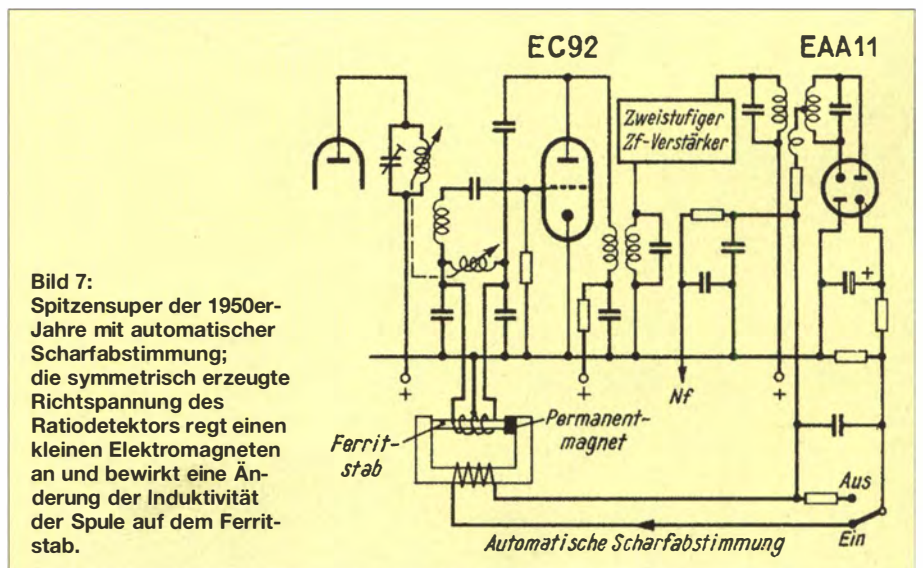 EC92
EAA11
Zweistufiger
Zf-Verstärker
Bild 7:
Spitzensuper der 1950er-
Jahre mit automatischer
Scharfabstimmung;
die symmetrisch erzeugte
Richtspannung des
Ratiodetektors regt einen
kleinen Elektromagneten
an und bewirkt eine Än-
derung der Induktivität
der Spule auf dem Ferrit-
stab.
+
+
+
Nf
+
Ferrit-
stab
Permanent-
magnet
Aus
Ein
Automatische Scharfabstimmung